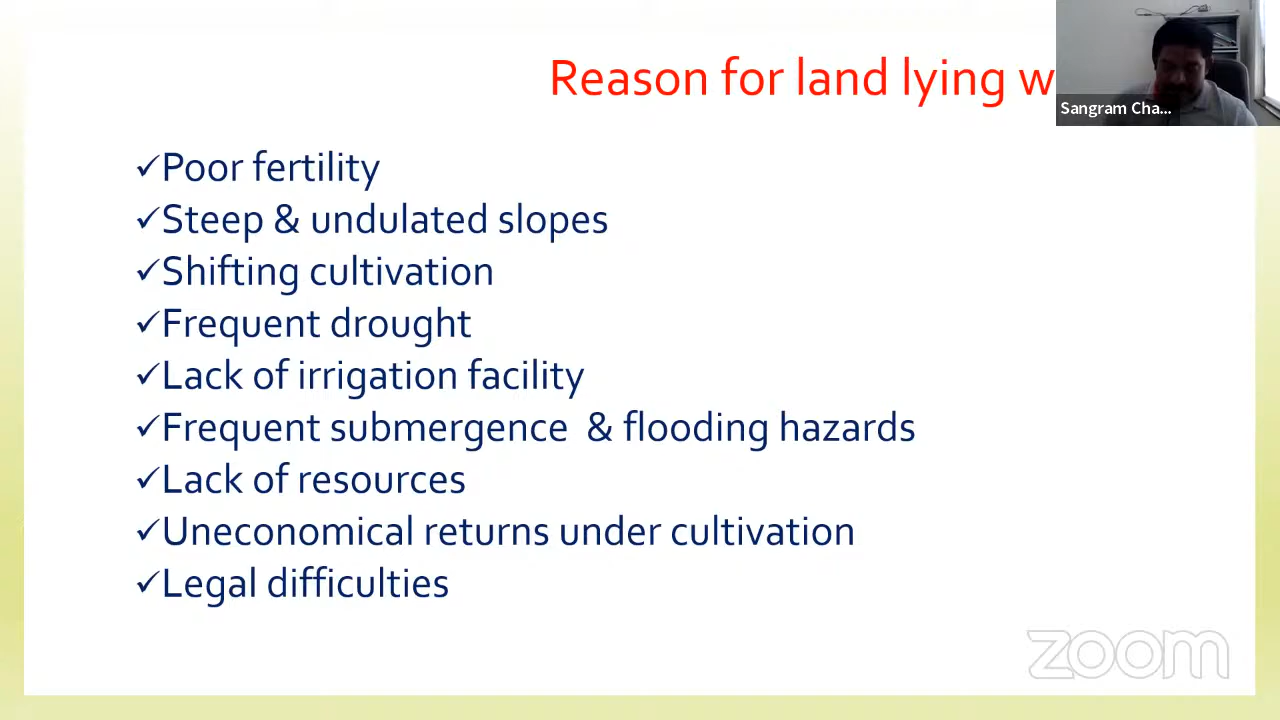 Reason for land lying w
Sangram Cha...
✓Poor fertility
✓Steep & undulated slopes
✓Shifting cultivation
✓Frequent drought
✓Lack of irrigation facility
✓Frequent submergence & flooding hazards
✓Lack of resources
✓Uneconomical returns under cultivation
✓Legal difficulties
zoom